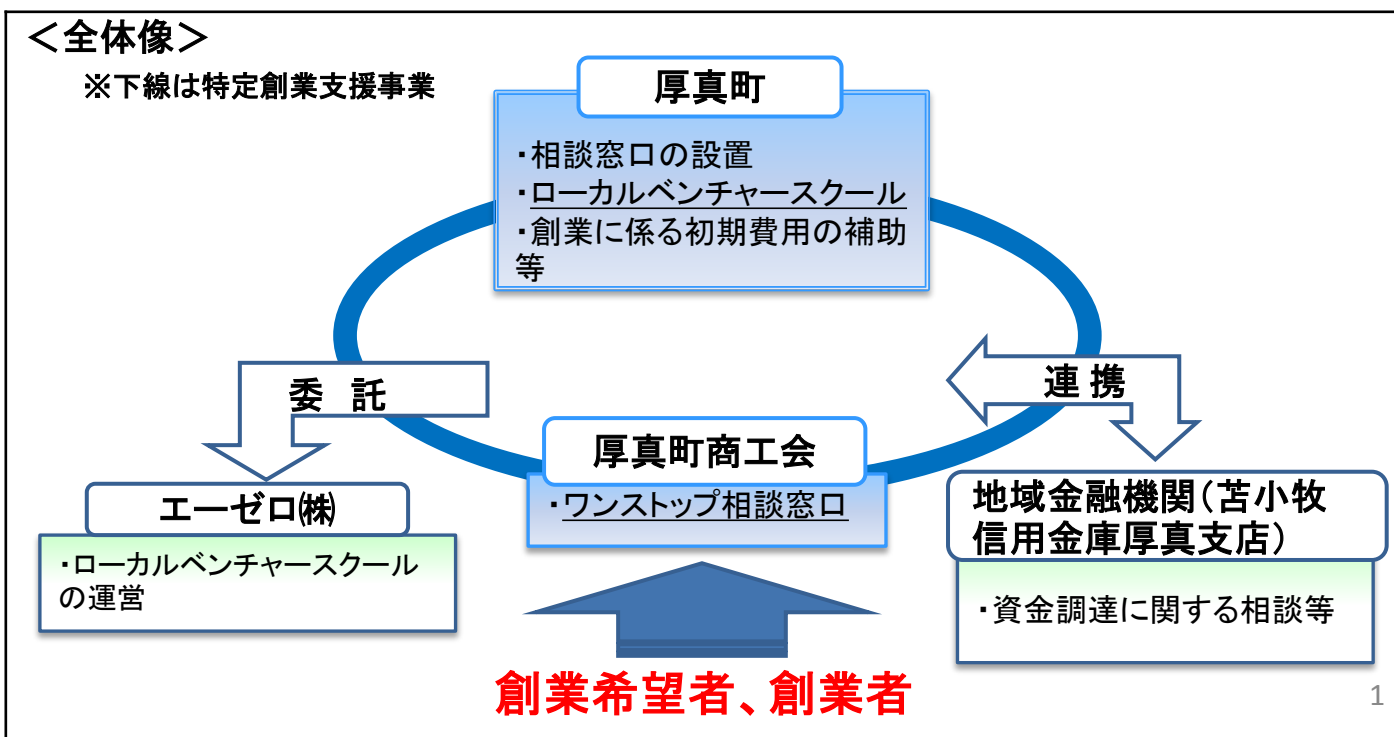 ＜全体像＞
※下線は特定創業支援事業
厚真町
・相談窓口の設置
・ローカルベンチャースクール
・創業に係る初期費用の補助
等
委 託
連 携
厚真町商工会
・ワンストップ相談窓口
エーゼロ㈱
・ローカルベンチャースクール
の運営
地域金融機関（苫小牧
信用金庫厚真支店）
・資金調達に関する相談等
創業希望者、創業者
1